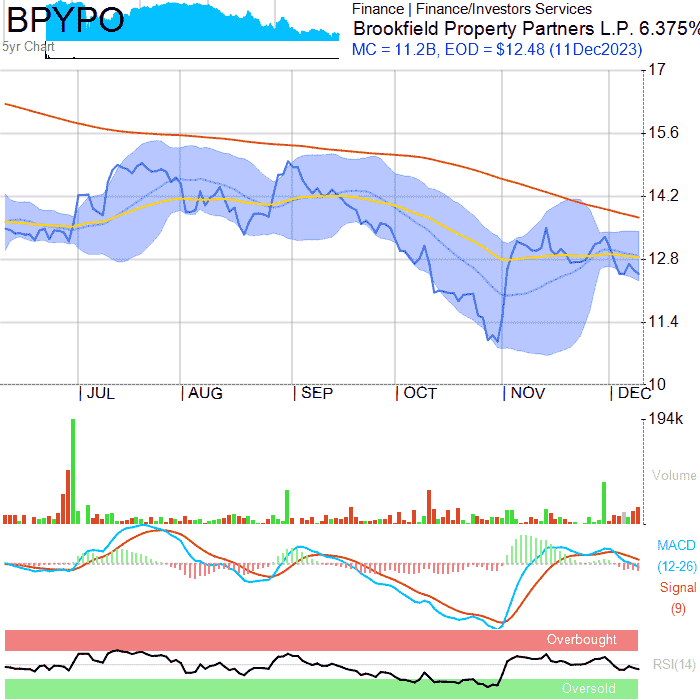 BPYPO
Finance | Finance/Investors Services
Brookfield Property Partners L.P. 6.375%
5yr Chart
MC = 11.2B, EOD = $12.48 (11Dec2023)
17
15.6
14.2
12.8
11.4
10
| JUL | AUG | SEP | OCT | NOV | DEC
194k
Volume
MACD
(12-26)
Signal
(9)
Overbought
RSI(14)
Oversold